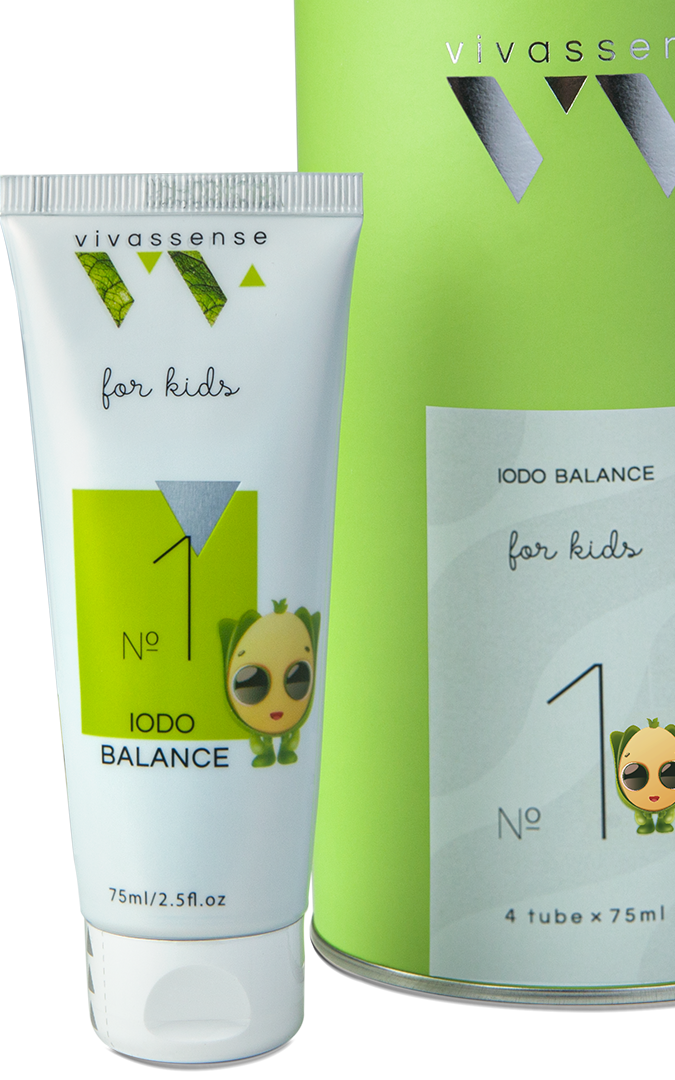 vivassense
for kids
№ 1
IODO
BALANCE
75ml/2.5fl.oz
vivassen
IODO BALANCE
for kids
№ 1
4 tube × 75ml